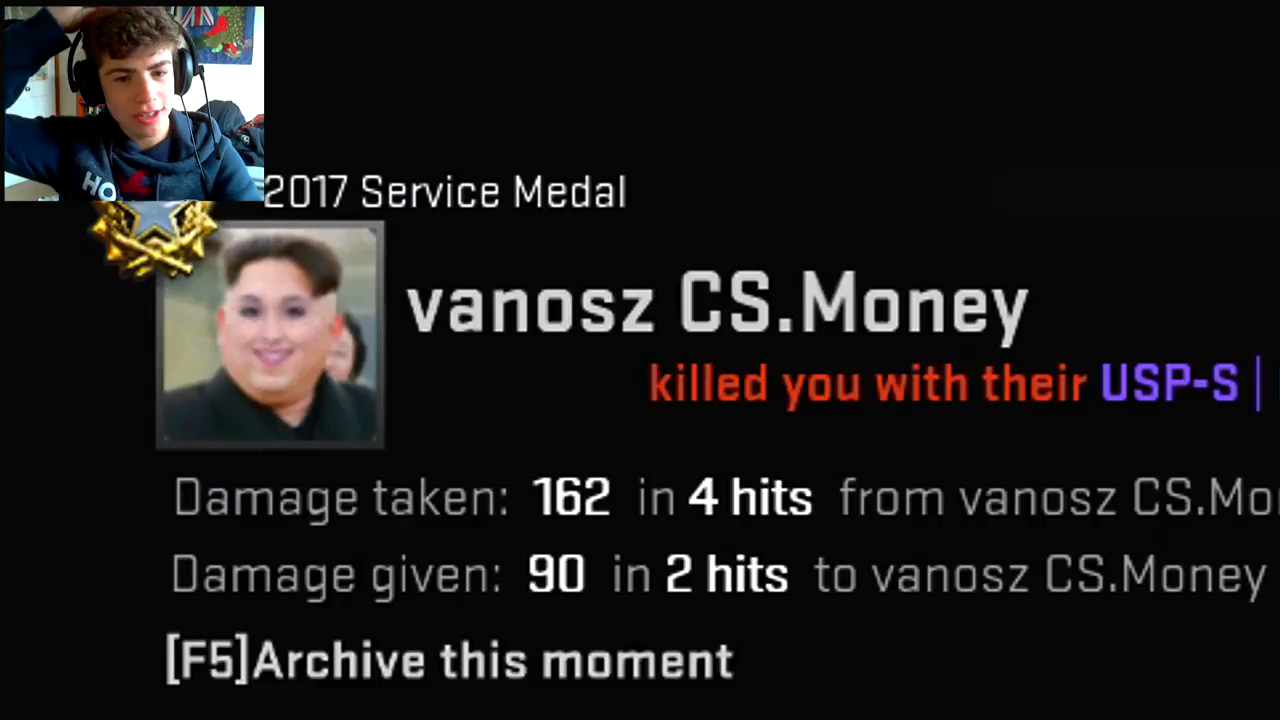 HO
2017 Service Medal
vanosz CS.Money
killed you with their USP-S |
Damage taken: 162 in 4 hits from vanosz CS.Mo
Damage given: 90 in 2 hits to vanosz CS.Money
[F5]Archive this moment